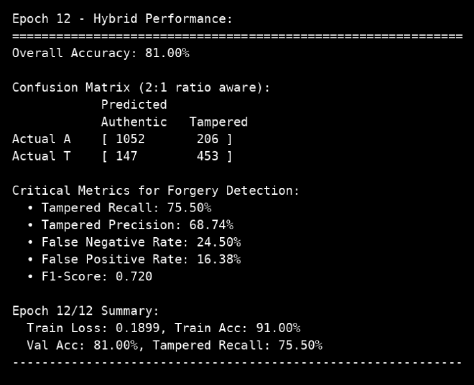 Epoch 12 - Hybrid Performance:
============================================================
Overall Accuracy: 81.00%
Confusion Matrix (2:1 ratio aware):
Predicted
Authentic Tampered
Actual A [ 1052 206 ]
Actual T [ 147 453 ]
Critical Metrics for Forgery Detection:
• Tampered Recall: 75.50%
• Tampered Precision: 68.74%
• False Negative Rate: 24.50%
• False Positive Rate: 16.38%
• F1-Score: 0.720
Epoch 12/12 Summary:
Train Loss: 0.1899, Train Acc: 91.00%
Val Acc: 81.00%, Tampered Recall: 75.50%
------------------------------------------------------------